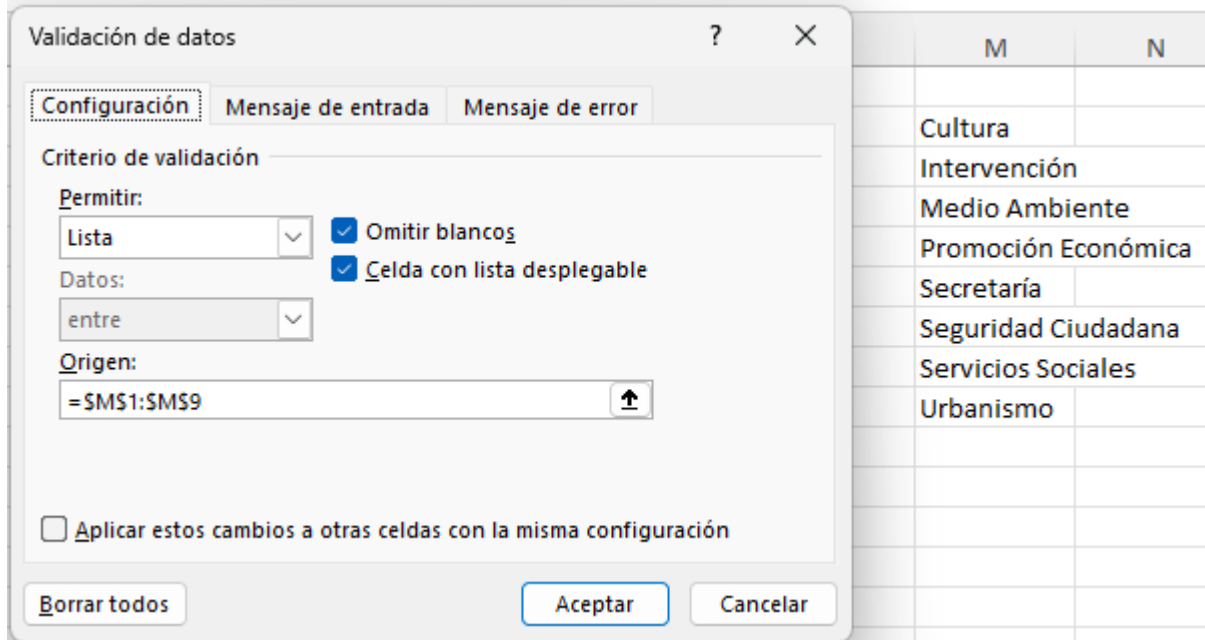 Validación de datos ? ×
Configuración Mensaje de entrada Mensaje de error
Criterio de validación
Permitir:
Lista
Omitir blancos
Celda con lista desplegable
Datos:
entre
Origen:
=$M$1:$M$9
Aplicar estos cambios a otras celdas con la misma configuración
Borrar todos Aceptar Cancelar
M N
Cultura
Intervención
Medio Ambiente
Promoción Económica
Secretaría
Seguridad Ciudadana
Servicios Sociales
Urbanismo